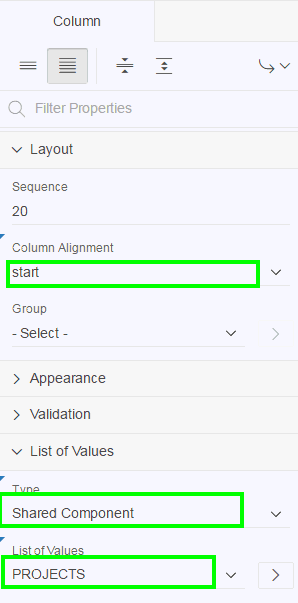 Column
Filter Properties
Layout
Sequence
20
Column Alignment
start
Group
- Select -
Appearance
Validation
List of Values
Type
Shared Component
List of Values
PROJECTS